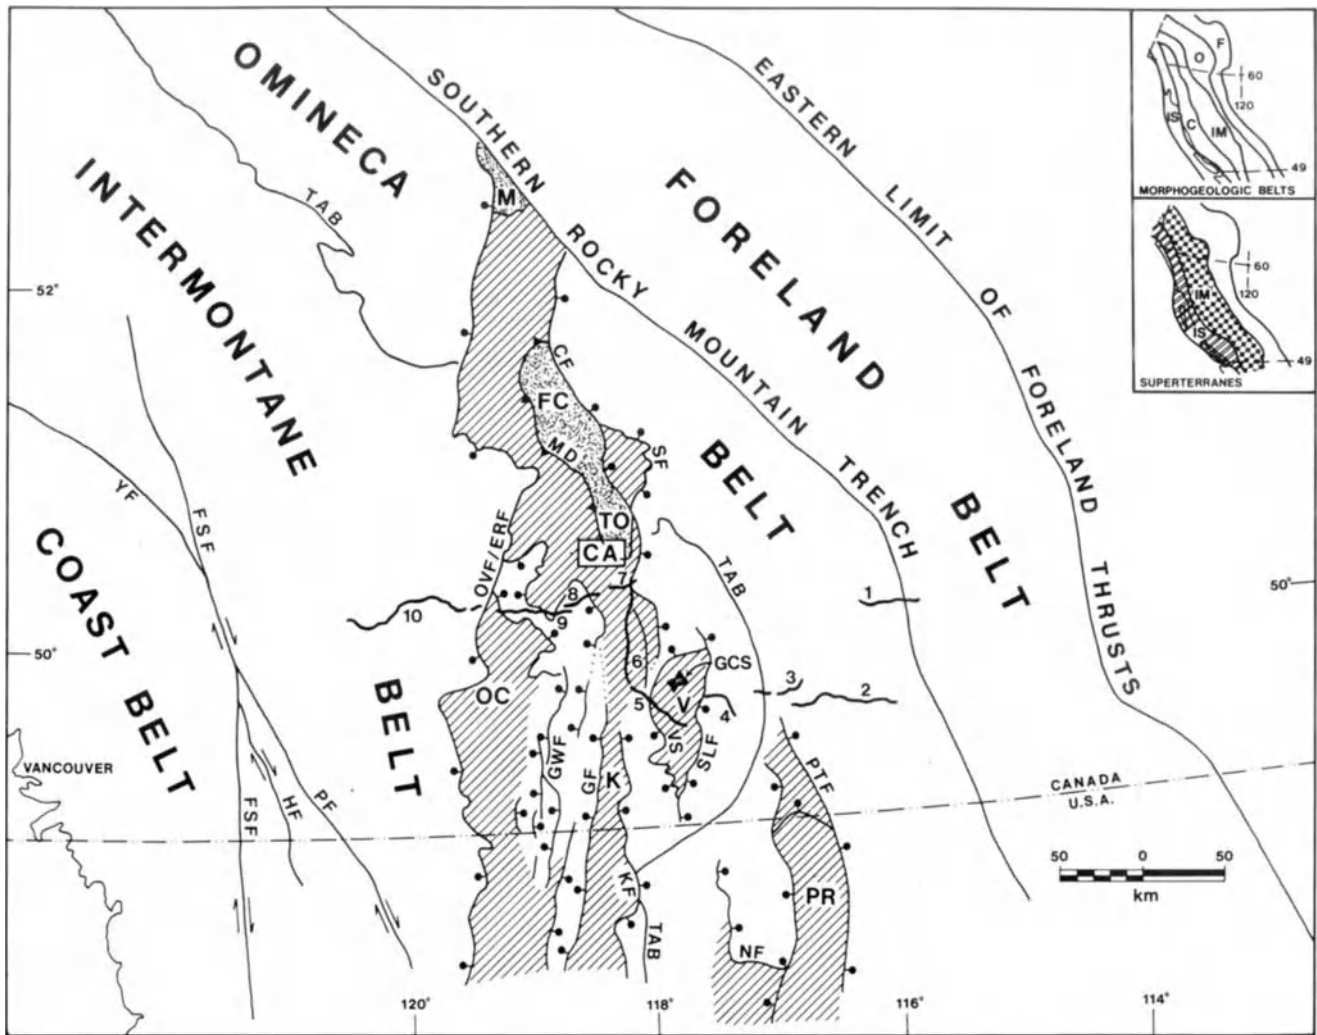 OMINECA
SOUTHERN ROCKY MOUNTAIN TRENCH
EASTERN LIMIT OF FORELAND THRUSTS
FORELAND BELT
INTERMONTANE BELT
COAST BELT
BELT
TAB
M
52°
CF
FC
MD
SF
YF
FSF
OVF/ERF
TO
CA
TAB
50°
50°
7
8
9
10
1
6
GCS
3
2
5
V
4
OC
VS
SLF
GWF
GF
K
PTF
VANCOUVER
FSF
HF
PF
CANADA
U.S.A.
50 0 50
km
KF
TAB
NF
PR
120°
118°
116°
114°
F
O
60
120
IS
C
IM
49
MORPHOGEOLOGIC BELTS
60
IM
120
IS
49
SUPERTERRANES